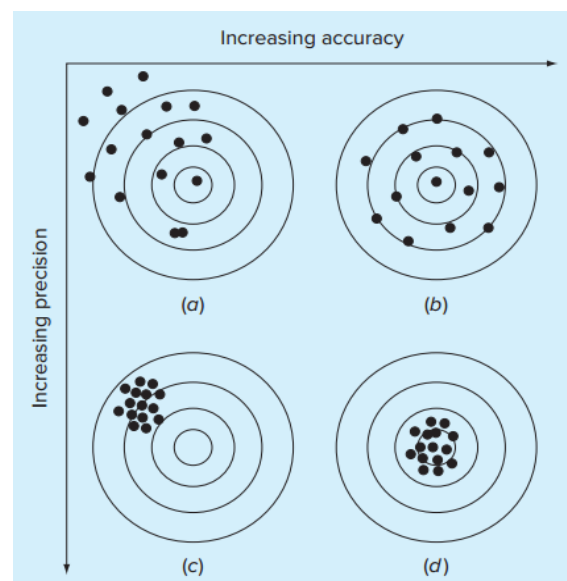 Increasing accuracy
Increasing precision
(a)
(b)
(c)
(d)